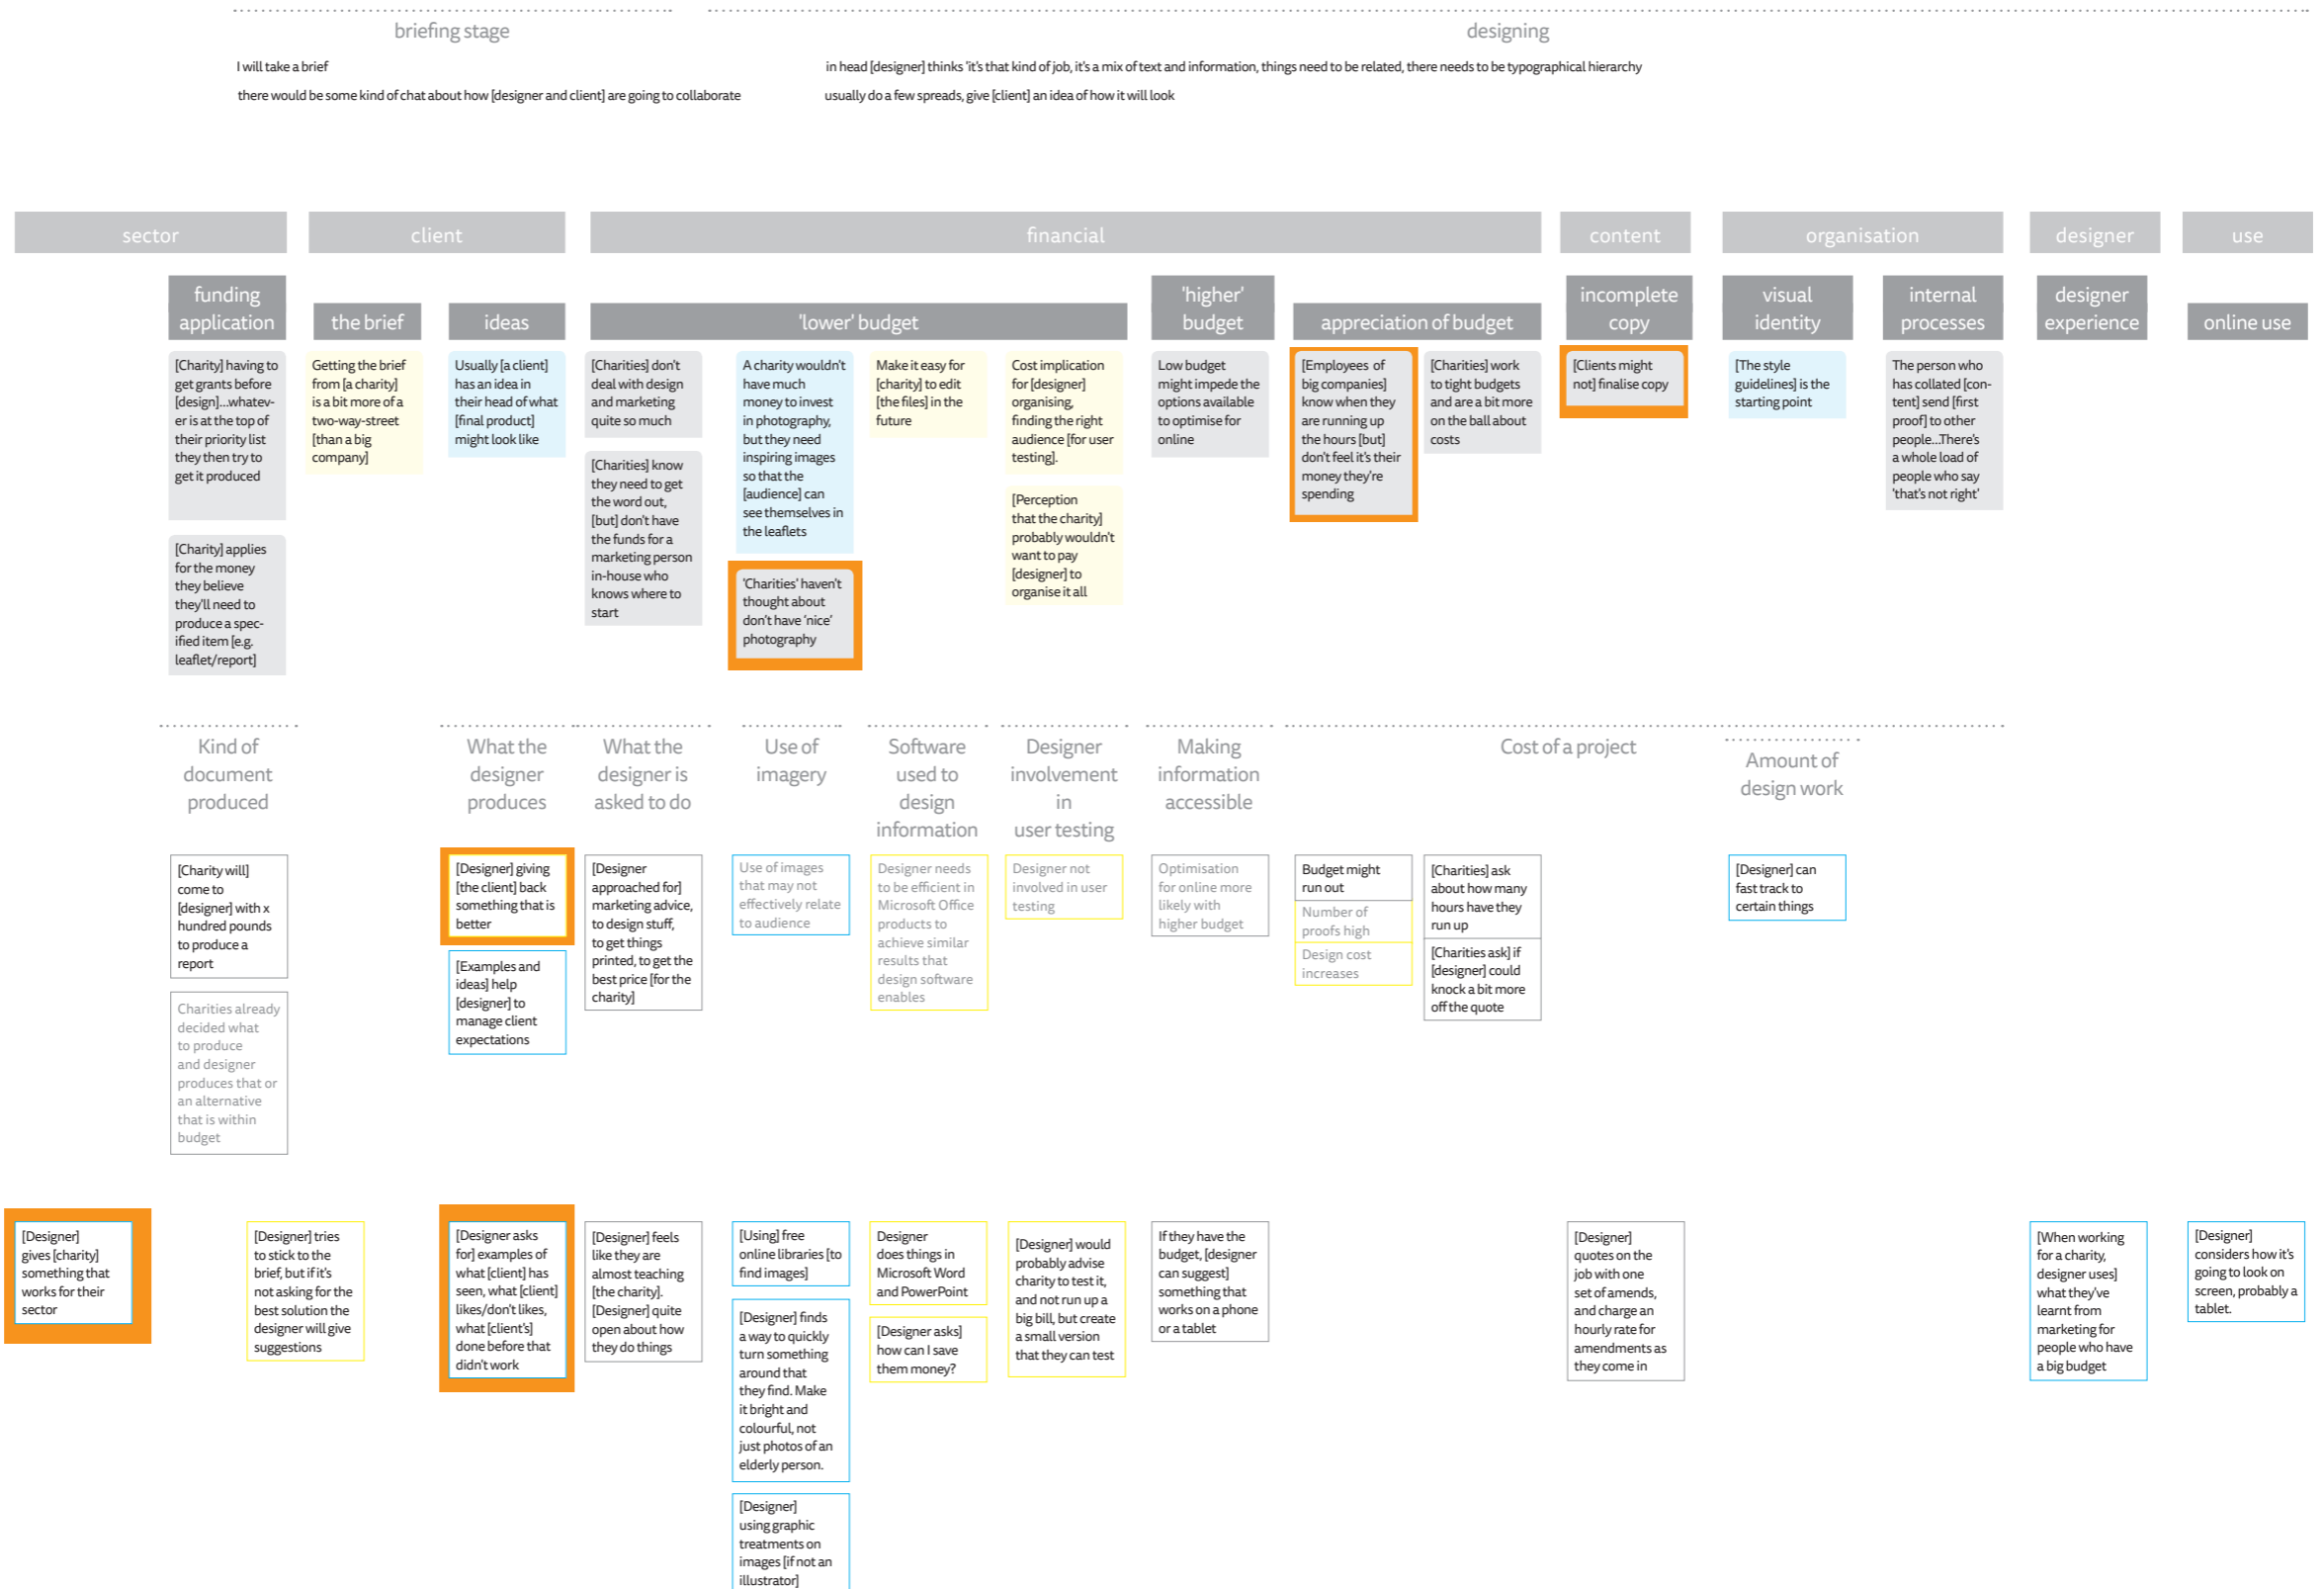 briefing stage
designing
I will take a brief
in head [designer] thinks 'it's that kind of job, it's a mix of text and information, things need to be related, there needs to be typographical hierarchy
there would be some kind of chat about how [designer and client] are going to collaborate
usually do a few spreads, give [client] an idea of how it will look
sector
client
financial
content
organisation
designer
use
funding
application
the brief
ideas
'lower' budget
'higher'
budget
appreciation of budget
incomplete
copy
visual
identity
internal
processes
designer
experience
online use
[Charity] having to
get grants before
[design]...whatev-
er is at the top of
their priority list
they then try to
get it produced
[Charity] applies
for the money
they believe
they'll need to
produce a spec-
ified item [e.g.
leaflet/report]
Getting the brief
from [a charity]
is a bit more of a
two-way-street
[than a big
company]
Usually [a client]
has an idea in
their head of what
[final product]
might look like
[Charities] don't
deal with design
and marketing
quite so much
[Charities] know
they need to get
the word out,
[but] don't have
the funds for a
marketing person
in-house who
knows where to
start
A charity wouldn't
have much
money to invest
in photography,
but they need
inspiring images
so that the
[audience] can
see themselves in
the leaflets
'Charities' haven't
thought about
don't have 'nice'
photography
Make it easy for
[charity] to edit
[the files] in the
future
Cost implication
for [designer]
organising,
finding the right
audience [for user
testing].
[Perception
that the charity]
probably wouldn't
want to pay
[designer] to
organise it all
Low budget
might impede the
options available
to optimise for
online
[Employees of
big companies]
know when they
are running up
the hours [but]
don't feel it's their
money they're
spending
[Charities] work
to tight budgets
and are a bit more
on the ball about
costs
[Clients might
not] finalise copy
[The style
guidelines] is the
starting point
The person who
has collated [con-
tent] send [first
proof] to other
people...There's
a whole load of
people who say
'that's not right'
Kind of
document
produced
What the
designer
produces
What the
designer is
asked to do
Use of
imagery
Software
used to
design
information
Designer
involvement
in
user testing
Making
information
accessible
Cost of a project
Amount of
design work
[Charity will]
come to
[designer] with x
hundred pounds
to produce a
report
Charities already
decided what
to produce
and designer
produces that or
an alternative
that is within
budget
[Designer] giving
[the client] back
something that is
better
[Examples and
ideas] help
[designer] to
manage client
expectations
[Designer
approached for]
marketing advice,
to design stuff,
to get things
printed, to get the
best price [for the
charity]
Use of images
that may not
effectively relate
to audience
Designer needs
to be efficient in
Microsoft Office
products to
achieve similar
results that
design software
enables
Designer not
involved in user
testing
Optimisation
for online more
likely with
higher budget
Budget might
run out
Number of
proofs high
Design cost
increases
[Charities] ask
about how many
hours have they
run up
[Charities ask] if
[designer] could
knock a bit more
off the quote
[Designer] can
fast track to
certain things
[Designer]
gives [charity]
something that
works for their
sector
[Designer] tries
to stick to the
brief, but if it's
not asking for the
best solution the
designer will give
suggestions
[Designer asks
for] examples of
what [client] has
seen, what [client]
likes/don't likes,
what [client's]
done before that
didn't work
[Designer] feels
like they are
almost teaching
[the charity].
[Designer] quite
open about how
they do things
[Using] free
online libraries [to
find images]
[Designer] finds
a way to quickly
turn something
around that
they find. Make
it bright and
colourful, not
just photos of an
elderly person.
[Designer]
using graphic
treatments on
images [if not an
illustrator]
Designer
does things in
Microsoft Word
and PowerPoint
[Designer asks]
how can I save
them money?
[Designer] would
probably advise
charity to test it,
and not run up a
big bill, but create
a small version
that they can test
If they have the
budget, [designer
can suggest]
something that
works on a phone
or a tablet
[Designer]
quotes on the
job with one
set of amends,
and charge an
hourly rate for
amendments as
they come in
[When working
for a charity,
designer uses]
what they've
learnt from
marketing for
people who have
a big budget
[Designer]
considers how it's
going to look on
screen, probably a
tablet.